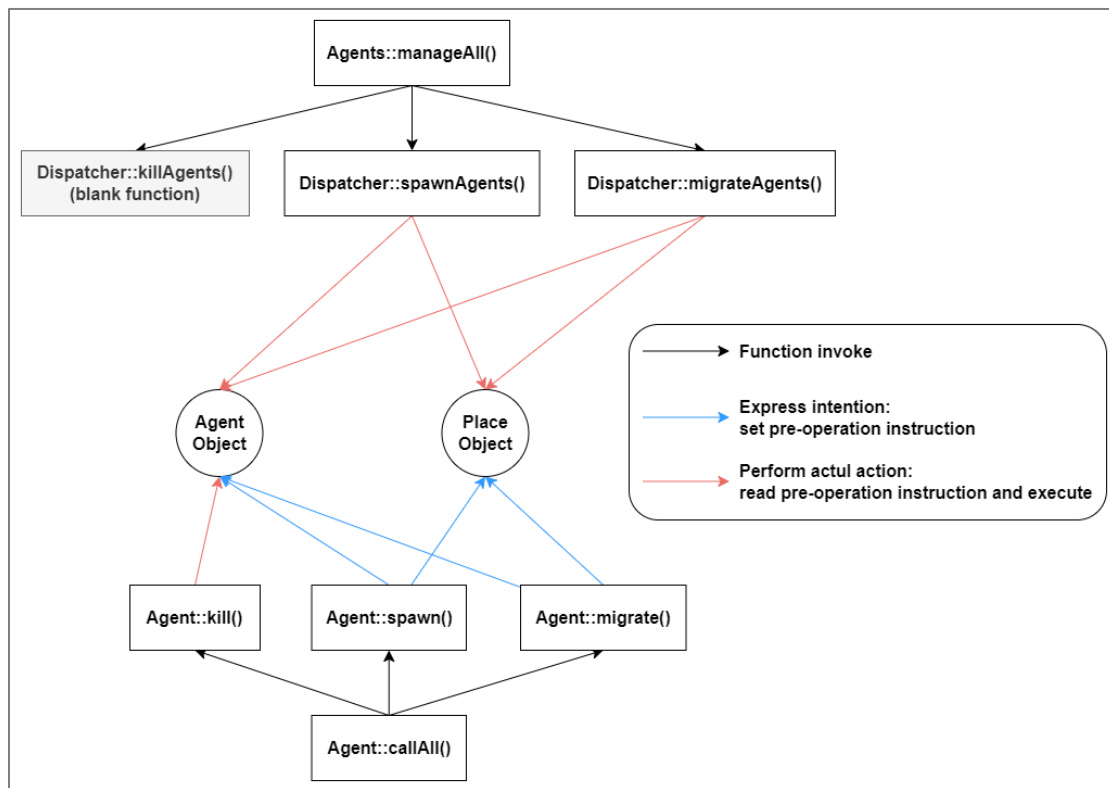 Agents::manageAll()
Dispatcher::killAgents()
(blank function)
Dispatcher::spawnAgents()
Dispatcher::migrateAgents()
Function invoke
Express intention:
set pre-operation instruction
Perform actul action:
read pre-operation instruction and execute
Agent
Object
Place
Object
Agent::kill()
Agent::spawn()
Agent::migrate()
Agent::callAll()